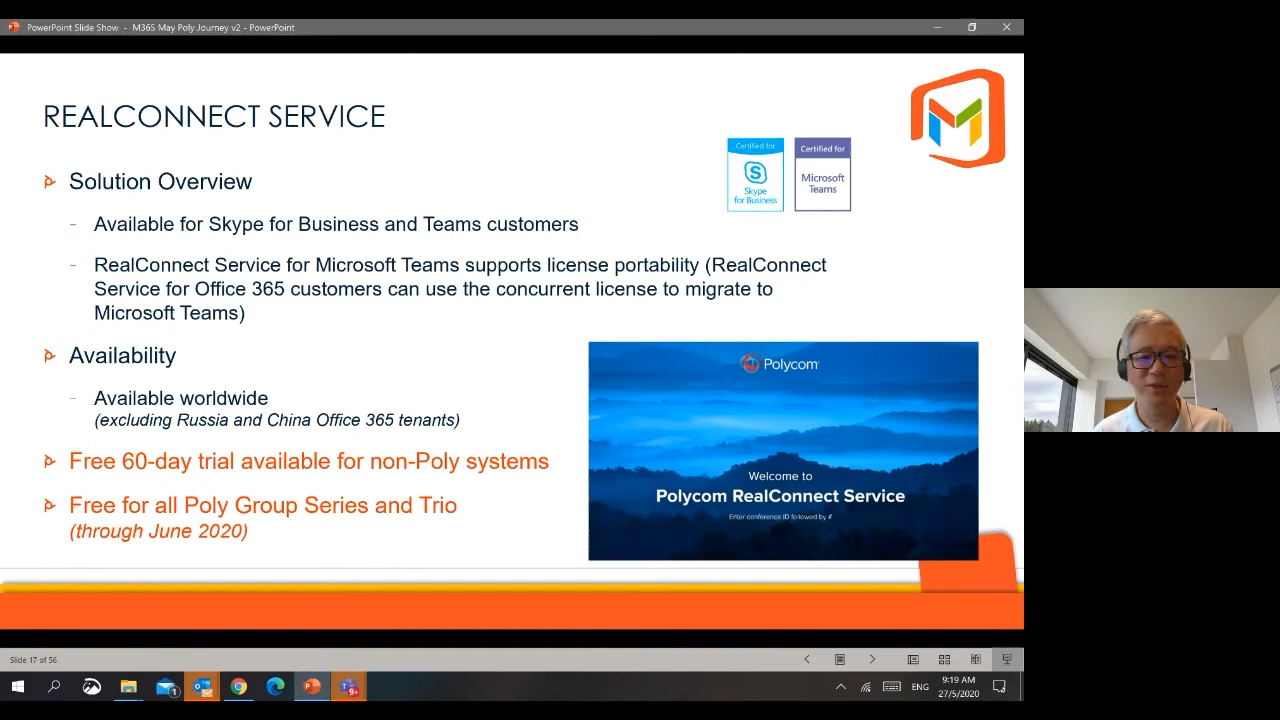 PowerPoint Slide Show - M365 May Poly Journey v2 - PowerPoint
REALCONNECT SERVICE
Certified for
Skype
for Business
Certified for
Microsoft
Teams
Solution Overview
- Available for Skype for Business and Teams customers
- RealConnect Service for Microsoft Teams supports license portability (RealConnect
Service for Office 365 customers can use the concurrent license to migrate to
Microsoft Teams)
Availability
- Available worldwide
(excluding Russia and China Office 365 tenants)
Free 60-day trial available for non-Poly systems
Free for all Poly Group Series and Trio
(through June 2020)
Polycom
Welcome to
Polycom RealConnect Service
Enter conference ID followed by #
Slide 17 of 56
1
9+
ENG
9:19 AM
27/5/2020